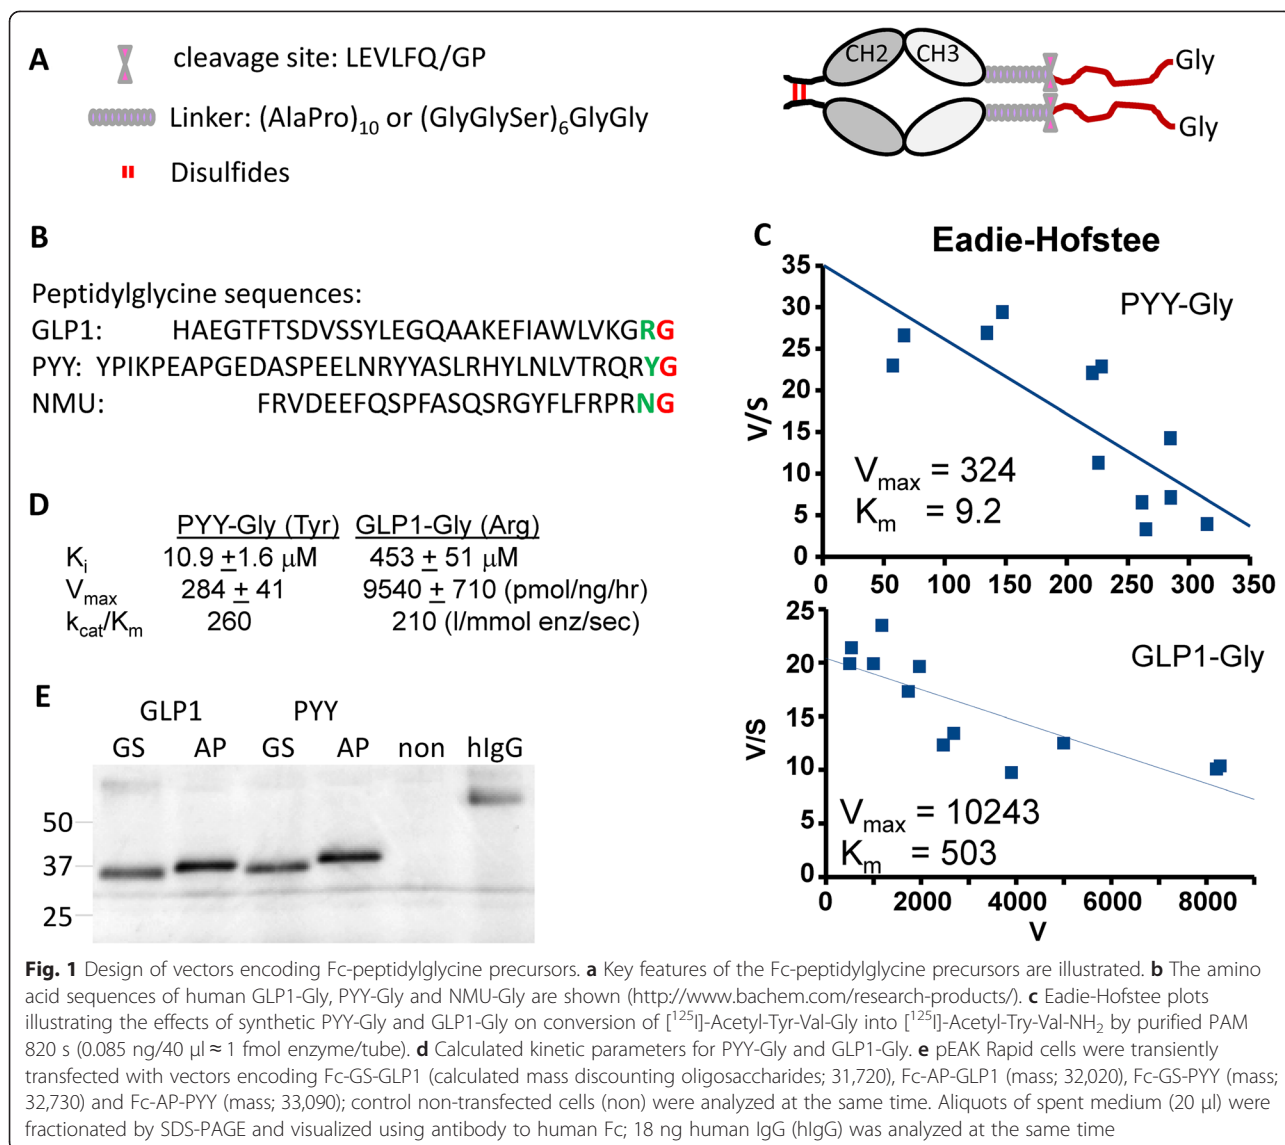 A
cleavage site: LEVLFQ/GP
Linker: (AlaPro)10 or (GlyGlySer)6GlyGly
Disulfides
CH2 CH3
Gly
Gly
B
Peptidylglycine sequences:
GLP1: HAEGTFTSDVSSYLEGQAAKEFIAWLVKGRG
PYY: YPIKPEAPGEDASPEELNRYYASLRHYLNLVTRQRYG
NMU: FRVDEEFQSPFASQSRGYFLFRPRNG
C
Eadie-Hofstee
PYY-Gly
V/S
35
30
25
20
15
10
5
0
Vmax = 324
Km = 9.2
0 50 100 150 200 250 300 350
GLP1-Gly
V/S
25
20
15
10
5
0
Vmax = 10243
Km = 503
0 2000 4000 6000 8000
V
D
PYY-Gly (Tyr) GLP1-Gly (Arg)
Ki 10.9 ±1.6 μM 453 ± 51 μM
Vmax 284 ± 41 9540 ± 710 (pmol/ng/hr)
kcat/Km 260 210 (l/mmol enz/sec)
E
GLP1 PYY
GS AP GS AP non hIgG
50
37
25
Fig. 1 Design of vectors encoding Fc-peptidylglycine precursors. a Key features of the Fc-peptidylglycine precursors are illustrated. b The amino
acid sequences of human GLP1-Gly, PYY-Gly and NMU-Gly are shown (http://www.bachem.com/research-products/). c Eadie-Hofstee plots
illustrating the effects of synthetic PYY-Gly and GLP1-Gly on conversion of [125I]-Acetyl-Tyr-Val-Gly into [125I]-Acetyl-Try-Val-NH2 by purified PAM
820 s (0.085 ng/40 μl ≈ 1 fmol enzyme/tube). d Calculated kinetic parameters for PYY-Gly and GLP1-Gly. e pEAK Rapid cells were transiently
transfected with vectors encoding Fc-GS-GLP1 (calculated mass discounting oligosaccharides; 31,720), Fc-AP-GLP1 (mass; 32,020), Fc-GS-PYY (mass;
32,730) and Fc-AP-PYY (mass; 33,090); control non-transfected cells (non) were analyzed at the same time. Aliquots of spent medium (20 μl) were
fractionated by SDS-PAGE and visualized using antibody to human Fc; 18 ng human IgG (hIgG) was analyzed at the same time